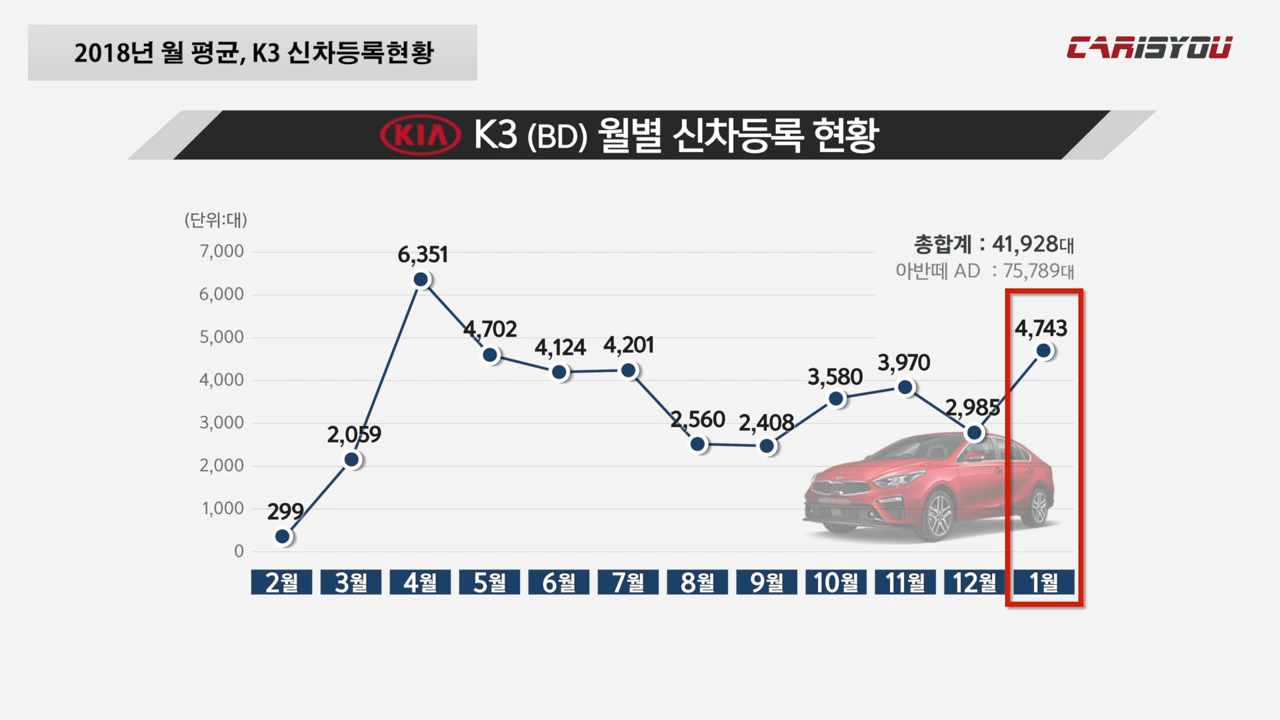 2018년 월 평균, K3 신차등록현황
CARISYOU
KIA K3 (BD) 월별 신차등록 현황
(단위:대)
총합계 : 41,928대
아반떼 AD : 75,789대
7,000
6,000
5,000
4,000
3,000
2,000
1,000
0
299
2,059
6,351
4,702
4,124
4,201
2,560
2,408
3,580
3,970
2,985
4,743
2월 3월 4월 5월 6월 7월 8월 9월 10월 11월 12월 1월